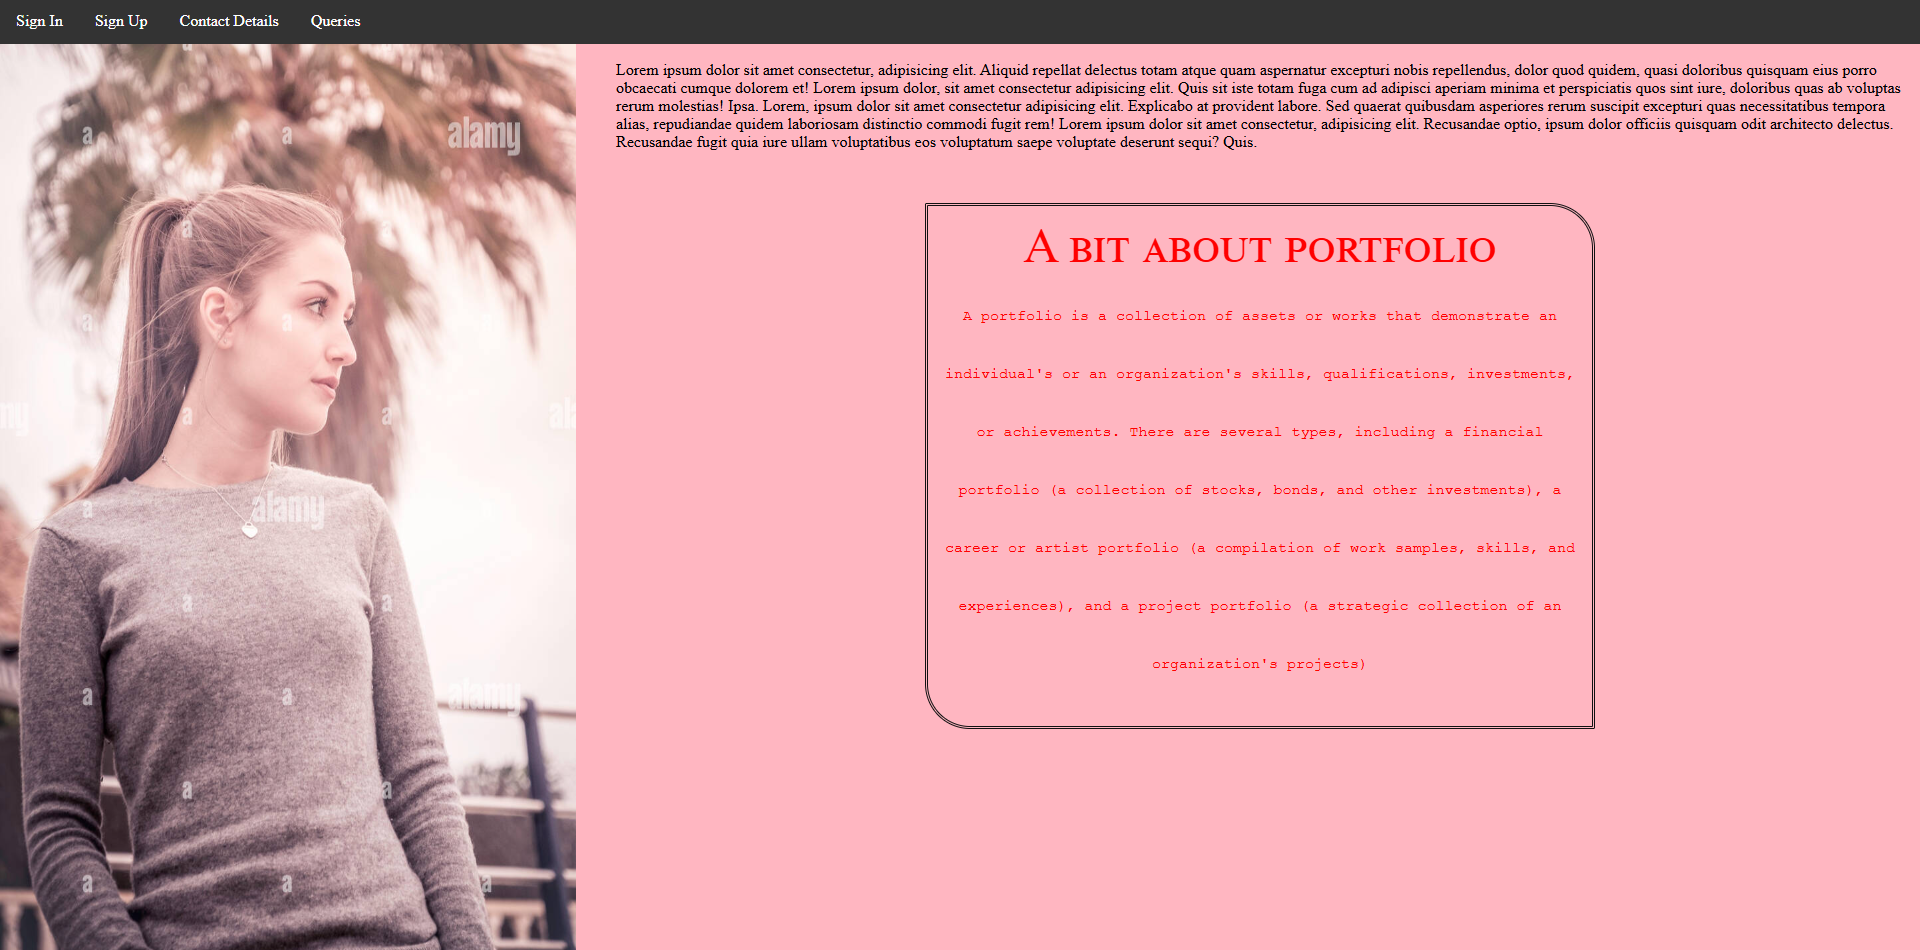 Sign In Sign Up Contact Details Queries
Lorem ipsum dolor sit amet consectetur, adipisicing elit. Aliquid repellat delectus totam atque quam aspernatur excepturi nobis repellendus, dolor quod quidem, quasi doloribus quisquam eius porro
obcaecati cumque dolorem et! Lorem ipsum dolor, sit amet consectetur adipisicing elit. Quis sit iste totam fuga cum ad adipisci aperiam minima et perspiciatis quos sint iure, doloribus quas ab voluptas
rerum molestias! Ipsa. Lorem, ipsum dolor sit amet consectetur adipisicing elit. Explicabo at provident labore. Sed quaerat quibusdam asperiores rerum suscipit excepturi quas necessitatibus tempora
alias, repudiandae quidem laboriosam distinctio commodi fugit rem! Lorem ipsum dolor sit amet consectetur, adipisicing elit. Recusandae optio, ipsum dolor officiis quisquam odit architecto delectus.
Recusandae fugit quia iure ullam voluptatibus eos voluptatum saepe voluptate deserunt sequi? Quis.
A bit about portfolio
A portfolio is a collection of assets or works that demonstrate an
individual's or an organization's skills, qualifications, investments,
or achievements. There are several types, including a financial
portfolio (a collection of stocks, bonds, and other investments), a
career or artist portfolio (a compilation of work samples, skills, and
experiences), and a project portfolio (a strategic collection of an
organization's projects)
a a alamy
a
a a
a a
alamy
a
a a
a a alamy
a a
a a a